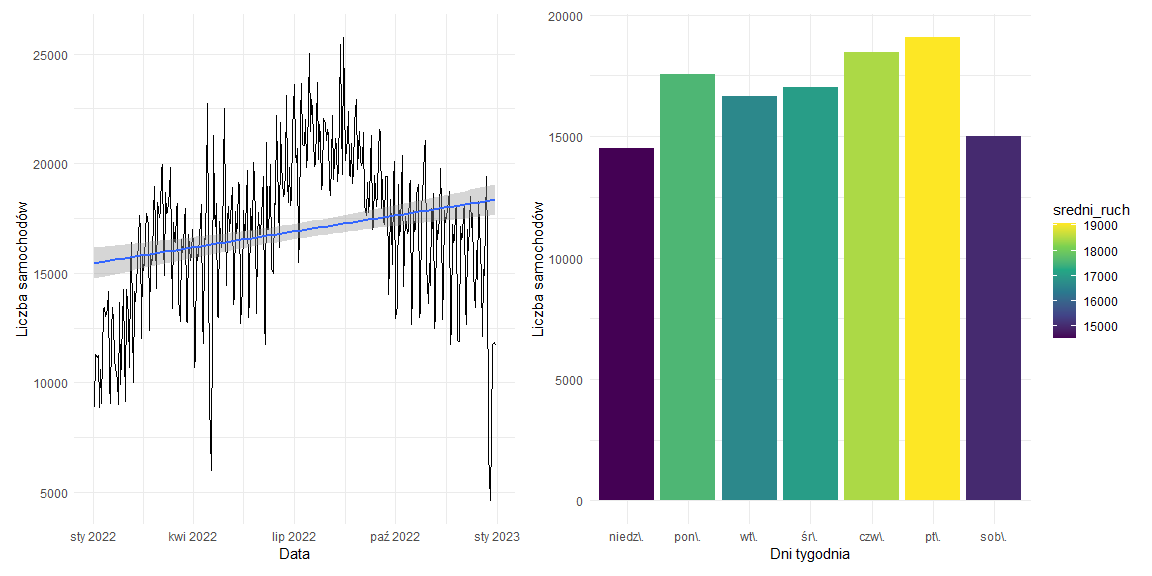 Liczba samochodów
25000
20000
15000
10000
5000
sty 2022
kwi 2022
lip 2022
paź 2022
sty 2023
Data
Liczba samochodów
20000
15000
10000
5000
0
niedz\.
pon\.
wt\.
śr\.
czw\.
pt\.
sob\.
Dni tygodnia
sredni_ruch
19000
18000
17000
16000
15000